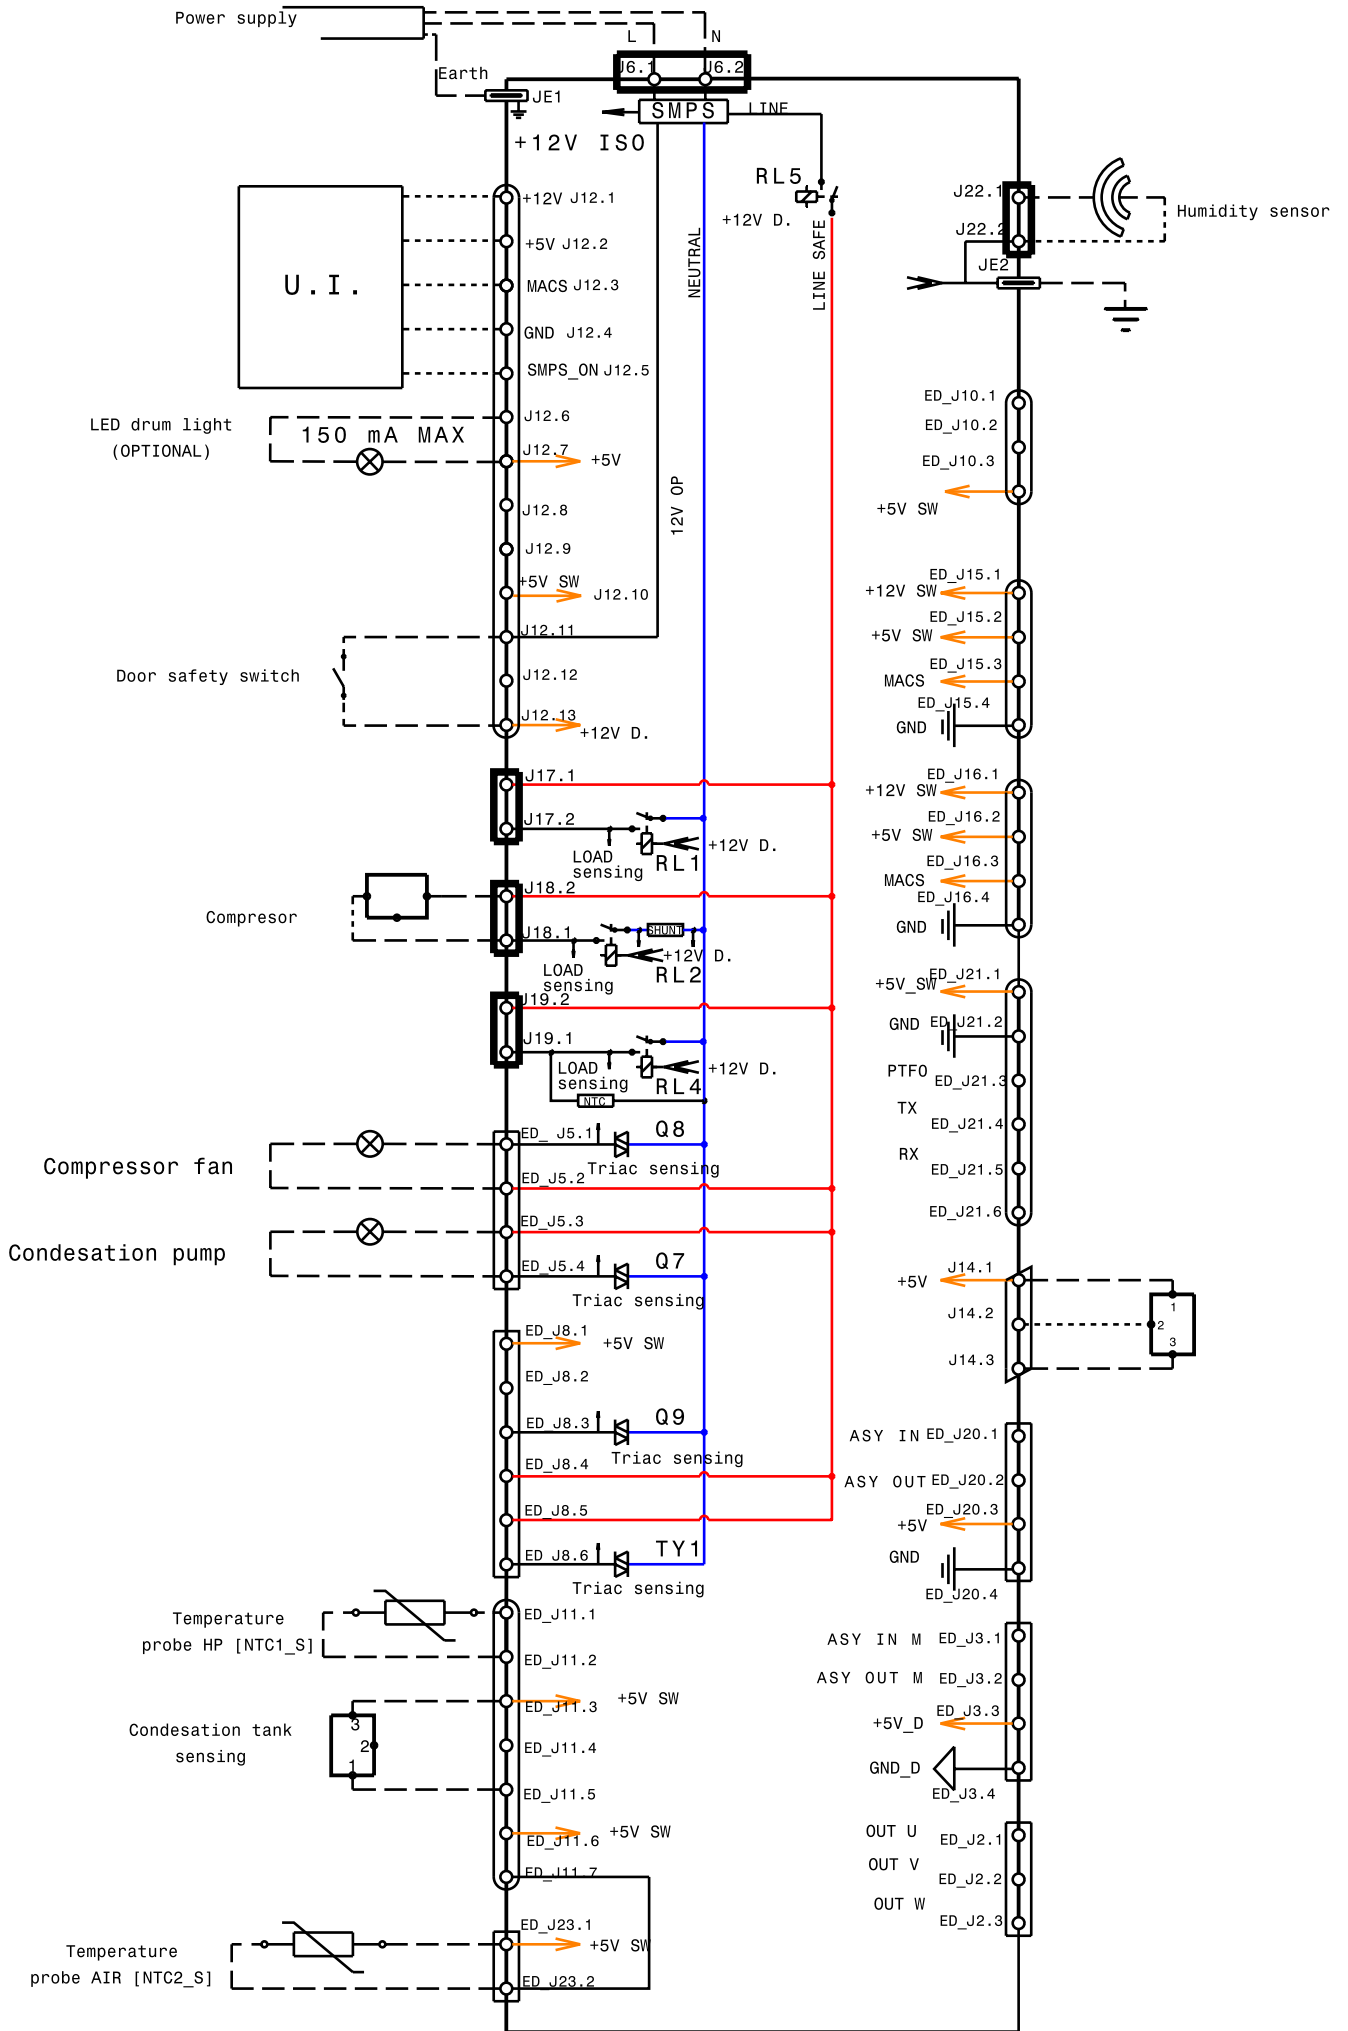 Power supply
L
N
J6.1
J6.2
Earth
JE1
SMPS
LINE
+12V ISO
RL5
+12V D.
LINE SAFE
NEUTRAL
12V OP
U.I.
+12V J12.1
+5V J12.2
MACS J12.3
GND J12.4
SMPS_ON J12.5
LED drum light
(OPTIONAL)
150 mA MAX
J12.6
J12.7
+5V
J12.8
J12.9
+5V SW
J12.10
J12.11
Door safety switch
J12.12
J12.13
+12V D.
J17.1
J17.2
LOAD
sensing
RL1
+12V D.
Compresor
J18.2
J18.1
SHUNT
+12V D.
LOAD
sensing
RL2
J19.2
J19.1
LOAD
sensing
RL4
+12V D.
NTC
Compressor fan
ED_ J5.1
Q8
Triac sensing
ED_J5.2
Condesation pump
ED_J5.3
ED_J5.4
Q7
Triac sensing
ED_J8.1
+5V SW
ED_J8.2
ED_J8.3
Q9
Triac sensing
ED_J8.4
ED_J8.5
ED_J8.6
TY1
Triac sensing
Temperature
probe HP [NTC1_S]
ED_J11.1
ED_J11.2
+5V SW
ED_J11.3
Condesation tank
sensing
3
2
1
ED_J11.4
ED_J11.5
+5V SW
ED_J11.6
ED_J11.7
Temperature
probe AIR [NTC2_S]
ED_J23.1
+5V SW
ED_J23.2
J22.1
J22.2
Humidity sensor
JE2
ED_J10.1
ED_J10.2
ED_J10.3
+5V SW
ED_J15.1
+12V SW
ED_J15.2
+5V SW
ED_J15.3
MACS
ED_J15.4
GND
ED_J16.1
+12V SW
ED_J16.2
+5V SW
ED_J16.3
MACS
ED_J16.4
GND
ED_J21.1
+5V_SW
GND ED_J21.2
PTFO
ED_J21.3
TX
ED_J21.4
RX
ED_J21.5
ED_J21.6
J14.1
+5V
J14.2
J14.3
1
2
3
ASY IN ED_J20.1
ASY OUT ED_J20.2
ED_J20.3
+5V
GND
ED_J20.4
ASY IN M ED_J3.1
ASY OUT M ED_J3.2
ED_J3.3
+5V_D
GND_D
ED_J3.4
OUT U
ED_J2.1
OUT V
ED_J2.2
OUT W
ED_J2.3